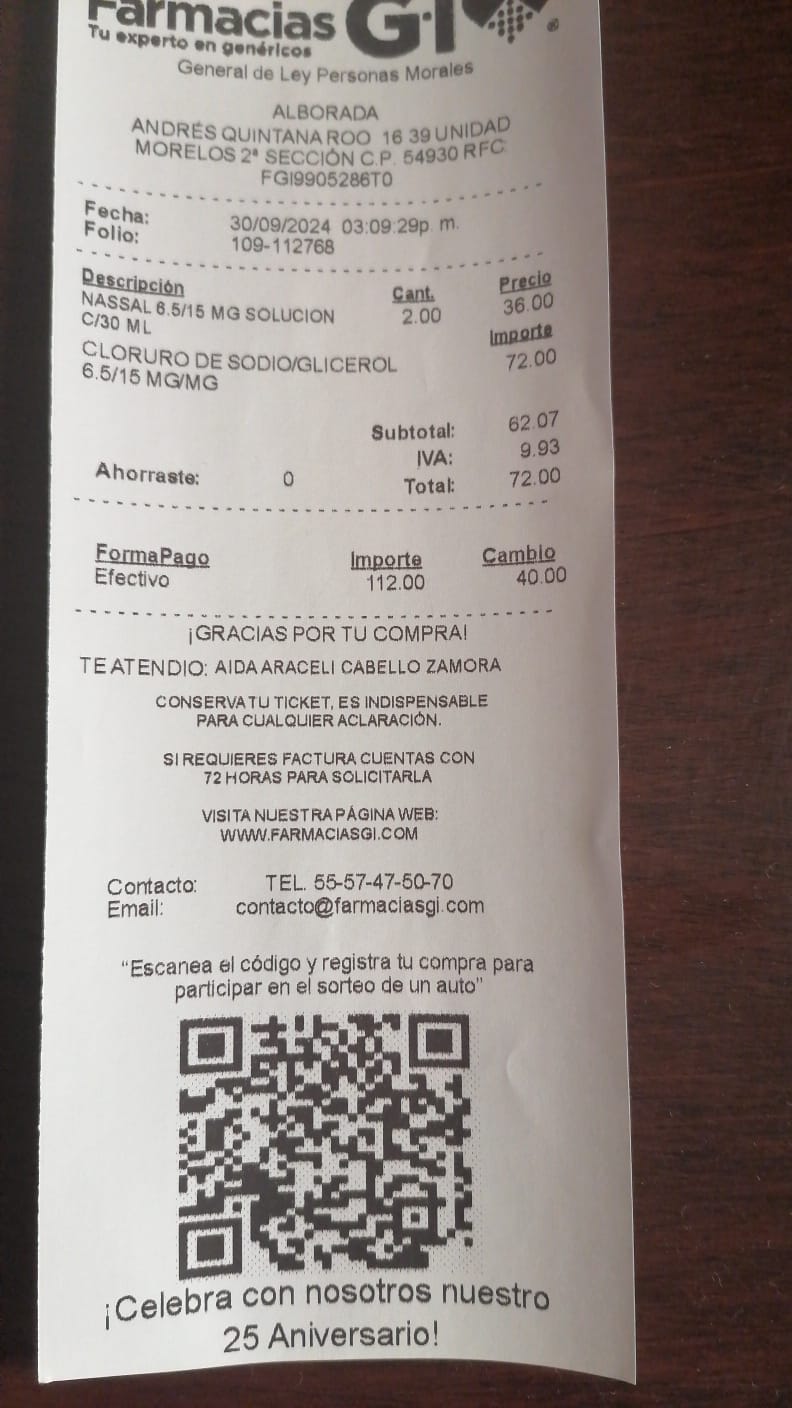 Farmacias G·I
Tu experto en genéricos
General de Ley Personas Morales
ALBORADA
ANDRÉS QUINTANA ROO 16 39 UNIDAD
MORELOS 2ª SECCIÓN C.P. 54930 RFC
FGI9905286T0
Fecha: 30/09/2024 03:09:29p. m.
Folio: 109-112768
Descripción Cant. Precio
NASSAL 6.5/15 MG SOLUCION 2.00 36.00
C/30 ML Importe
CLORURO DE SODIO/GLICEROL 72.00
6.5/15 MG/MG
Subtotal: 62.07
IVA: 9.93
Ahorraste: 0 Total: 72.00
FormaPago Importe Cambio
Efectivo 112.00 40.00
¡GRACIAS POR TU COMPRA!
TE ATENDIO: AIDA ARACELI CABELLO ZAMORA
CONSERVA TU TICKET, ES INDISPENSABLE
PARA CUALQUIER ACLARACIÓN.
SI REQUIERES FACTURA CUENTAS CON
72 HORAS PARA SOLICITARLA
VISITA NUESTRA PÁGINA WEB:
WWW.FARMACIASGI.COM
Contacto: TEL. 55-57-47-50-70
Email: contacto@farmaciasgi.com
"Escanea el código y registra tu compra para
participar en el sorteo de un auto"
¡Celebra con nosotros nuestro
25 Aniversario!